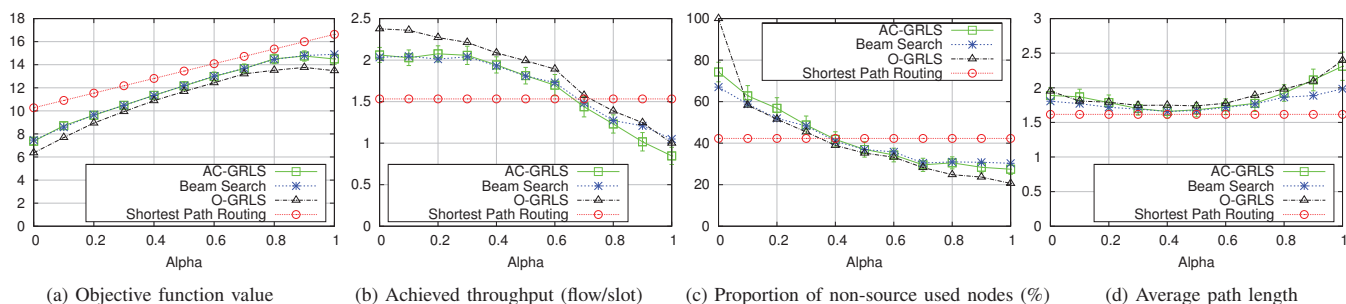 18
16
14
12
10
8
6
4
2
0
0 0.2 0.4 0.6 0.8 1
Alpha
AC-GRLS
Beam Search
O-GRLS
Shortest Path Routing
(a) Objective function value
2.5
2
1.5
1
0.5
0
0 0.2 0.4 0.6 0.8 1
Alpha
AC-GRLS
Beam Search
O-GRLS
Shortest Path Routing
(b) Achieved throughput (flow/slot)
100
80
60
40
20
0
0 0.2 0.4 0.6 0.8 1
Alpha
AC-GRLS
Beam Search
O-GRLS
Shortest Path Routing
(c) Proportion of non-source used nodes (%)
3
2.5
2
1.5
1
0.5
0
0 0.2 0.4 0.6 0.8 1
Alpha
AC-GRLS
Beam Search
O-GRLS
Shortest Path Routing
(d) Average path length